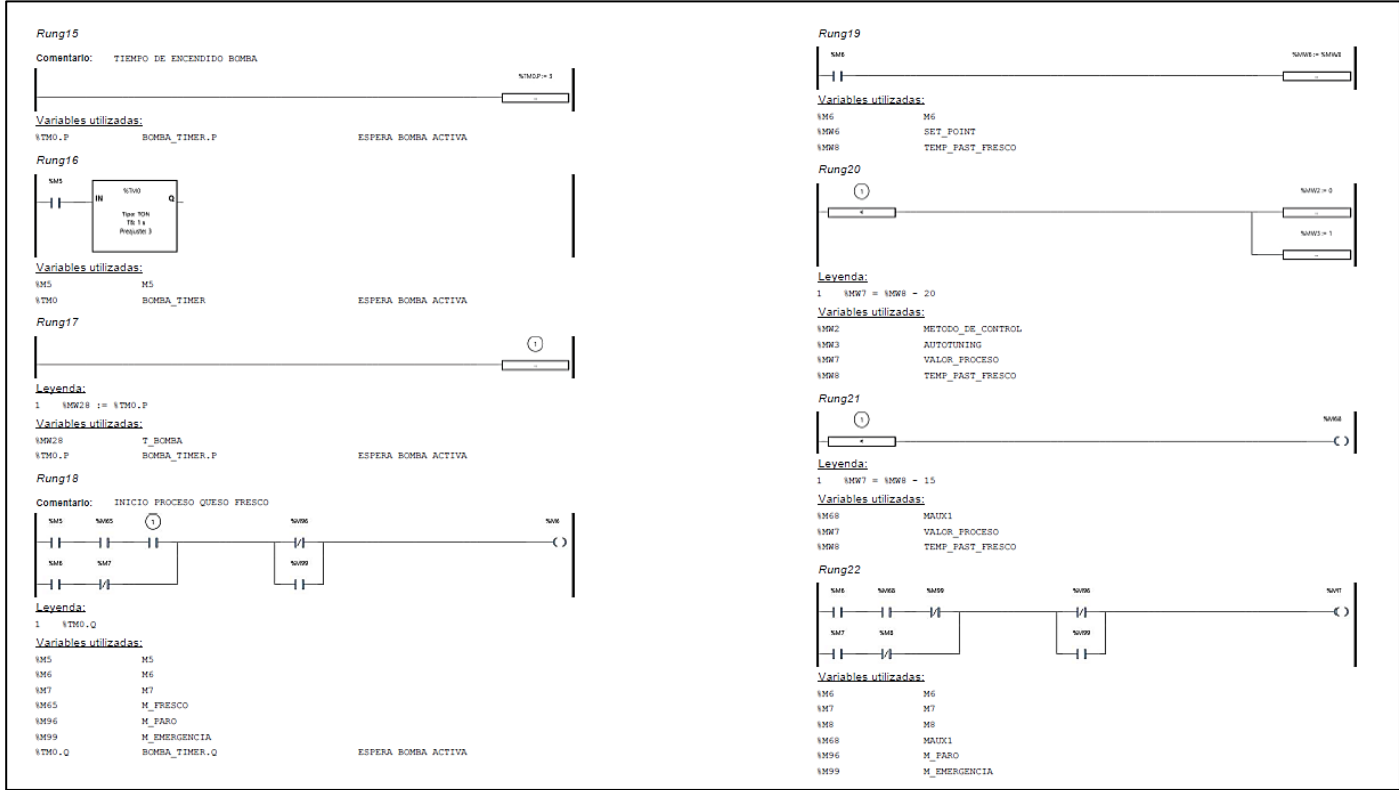 Rung15
Comentario: TIEMPO DE ENCENDIDO BOMBA
%TM0.P := 3
Variables utilizadas:
%TM0.P BOMBA_TIMER.P ESPERA BOMBA ACTIVA
Rung16
%M5
%TM0
IN Q
Tipo: TON
TB: 1 s
Preajuste: 3
Variables utilizadas:
%M5 M5
%TM0 BOMBA_TIMER ESPERA BOMBA ACTIVA
Rung17
1
Leyenda:
1 %MW28 := %TM0.P
Variables utilizadas:
%MW28 T_BOMBA
%TM0.P BOMBA_TIMER.P ESPERA BOMBA ACTIVA
Rung18
Comentario: INICIO PROCESO QUESO FRESCO
%M5 %M65 1 %M96 %M6
%M6 %M7 %M99
Leyenda:
1 %TM0.Q
Variables utilizadas:
%M5 M5
%M6 M6
%M7 M7
%M65 M_FRESCO
%M96 M_PARO
%M99 M_EMERGENCIA
%TM0.Q BOMBA_TIMER.Q ESPERA BOMBA ACTIVA
Rung19
%M6 %MW6 := %MW8
Variables utilizadas:
%M6 M6
%MW6 SET_POINT
%MW8 TEMP_PAST_FRESCO
Rung20
1 %MW2 := 0
<
%MW3 := 1
Leyenda:
1 %MW7 = %MW8 - 20
Variables utilizadas:
%MW2 METODO_DE_CONTROL
%MW3 AUTOTUNING
%MW7 VALOR_PROCESO
%MW8 TEMP_PAST_FRESCO
Rung21
1 %M68
<
Leyenda:
1 %MW7 = %MW8 - 15
Variables utilizadas:
%M68 MAUX1
%MW7 VALOR_PROCESO
%MW8 TEMP_PAST_FRESCO
Rung22
%M6 %M68 %M99 %M96 %M7
%M7 %M8 %M99
Variables utilizadas:
%M6 M6
%M7 M7
%M8 M8
%M68 MAUX1
%M96 M_PARO
%M99 M_EMERGENCIA